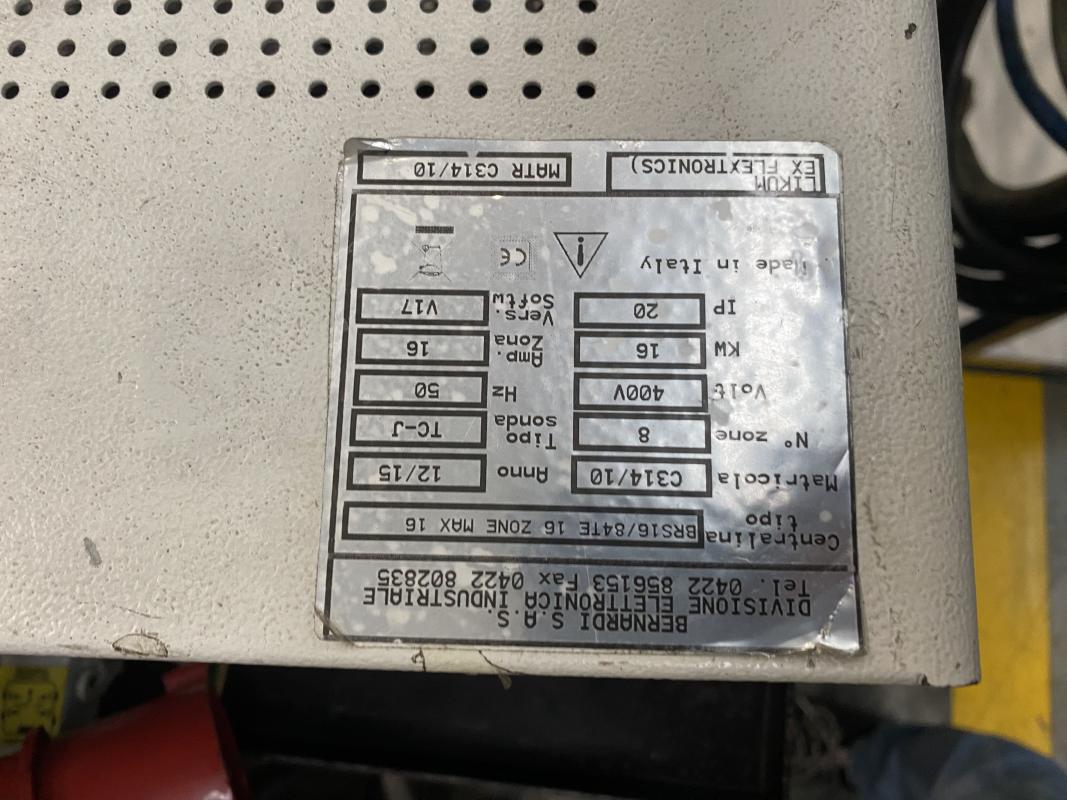 BERNARDI S.A.S.
DIVISIONE ELETTRONICA INDUSTRIALE
Tel. 0422 856153 Fax 0422 802835
Centralina tipo BRS16/84TE 16 ZONE MAX 16
Matricola C314/10 Anno 12/15
N° zone 8 Tipo sonda TC-J
Volt 400V Hz 50
KW 16 Amp. Zona 16
IP 20 Vers. Softw V17
Made in Italy CE
LIKUM
EX FLEXTRONICS) MATR C314/10